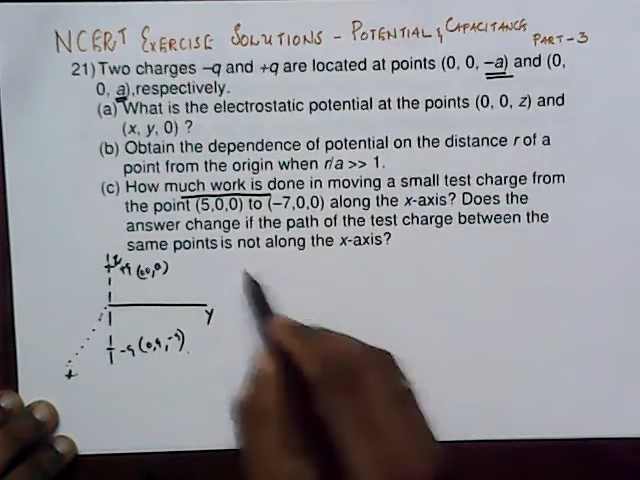 NCERT EXERCISE SOLUTIONS - POTENTIAL & CAPACITANCE
PART-3
21) Two charges –q and +q are located at points (0, 0, –a) and (0,
0, a),respectively.
(a) What is the electrostatic potential at the points (0, 0, z) and
(x, y, 0) ?
(b) Obtain the dependence of potential on the distance r of a
point from the origin when r/a >> 1.
(c) How much work is done in moving a small test charge from
the point (5,0,0) to (–7,0,0) along the x-axis? Does the
answer change if the path of the test charge between the
same points is not along the x-axis?
y
x